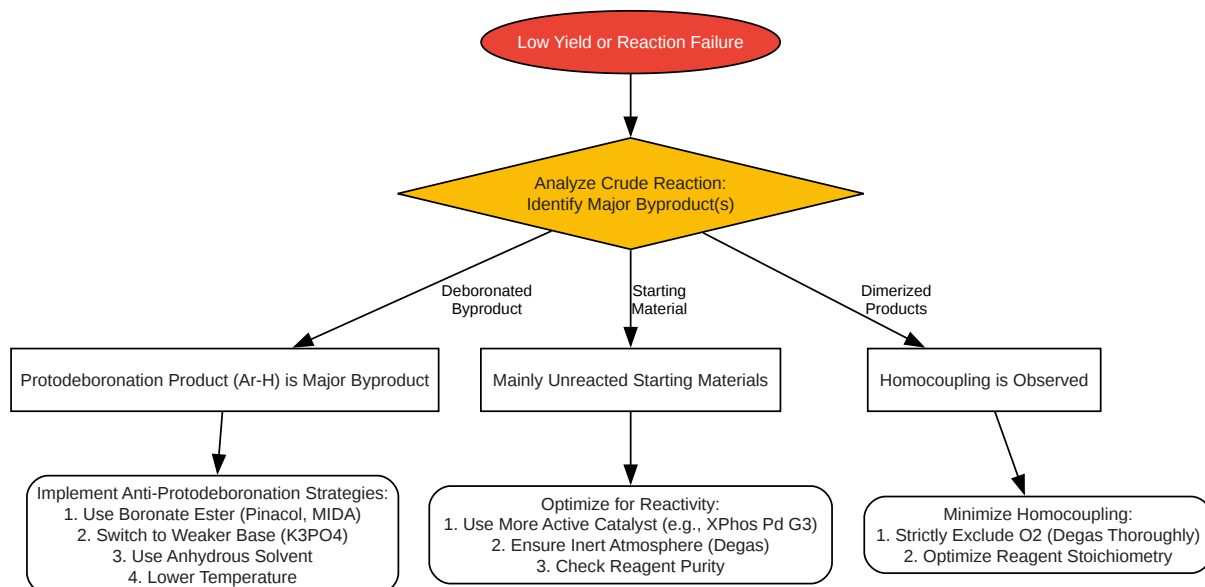 Low Yield or Reaction Failure
Analyze Crude Reaction:
Identify Major Byproduct(s)
Deboronated
Byproduct
Starting
Material
Dimerized
Products
Protodeboronation Product (Ar-H) is Major Byproduct
Mainly Unreacted Starting Materials
Homocoupling is Observed
Implement Anti-Protodeboronation Strategies:
1. Use Boronate Ester (Pinacol, MIDA)
2. Switch to Weaker Base (K3PO4)
3. Use Anhydrous Solvent
4. Lower Temperature
Optimize for Reactivity:
1. Use More Active Catalyst (e.g., XPhos Pd G3)
2. Ensure Inert Atmosphere (Degas)
3. Check Reagent Purity
Minimize Homocoupling:
1. Strictly Exclude O2 (Degas Thoroughly)
2. Optimize Reagent Stoichiometry